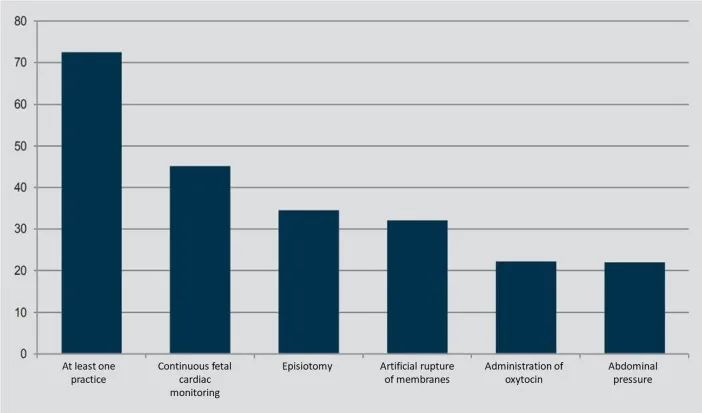 80
70
60
50
40
30
20
10
0
At least one
practice
Continuous fetal
cardiac
monitoring
Episiotomy
Artificial rupture
of membranes
Administration of
oxytocin
Abdominal
pressure